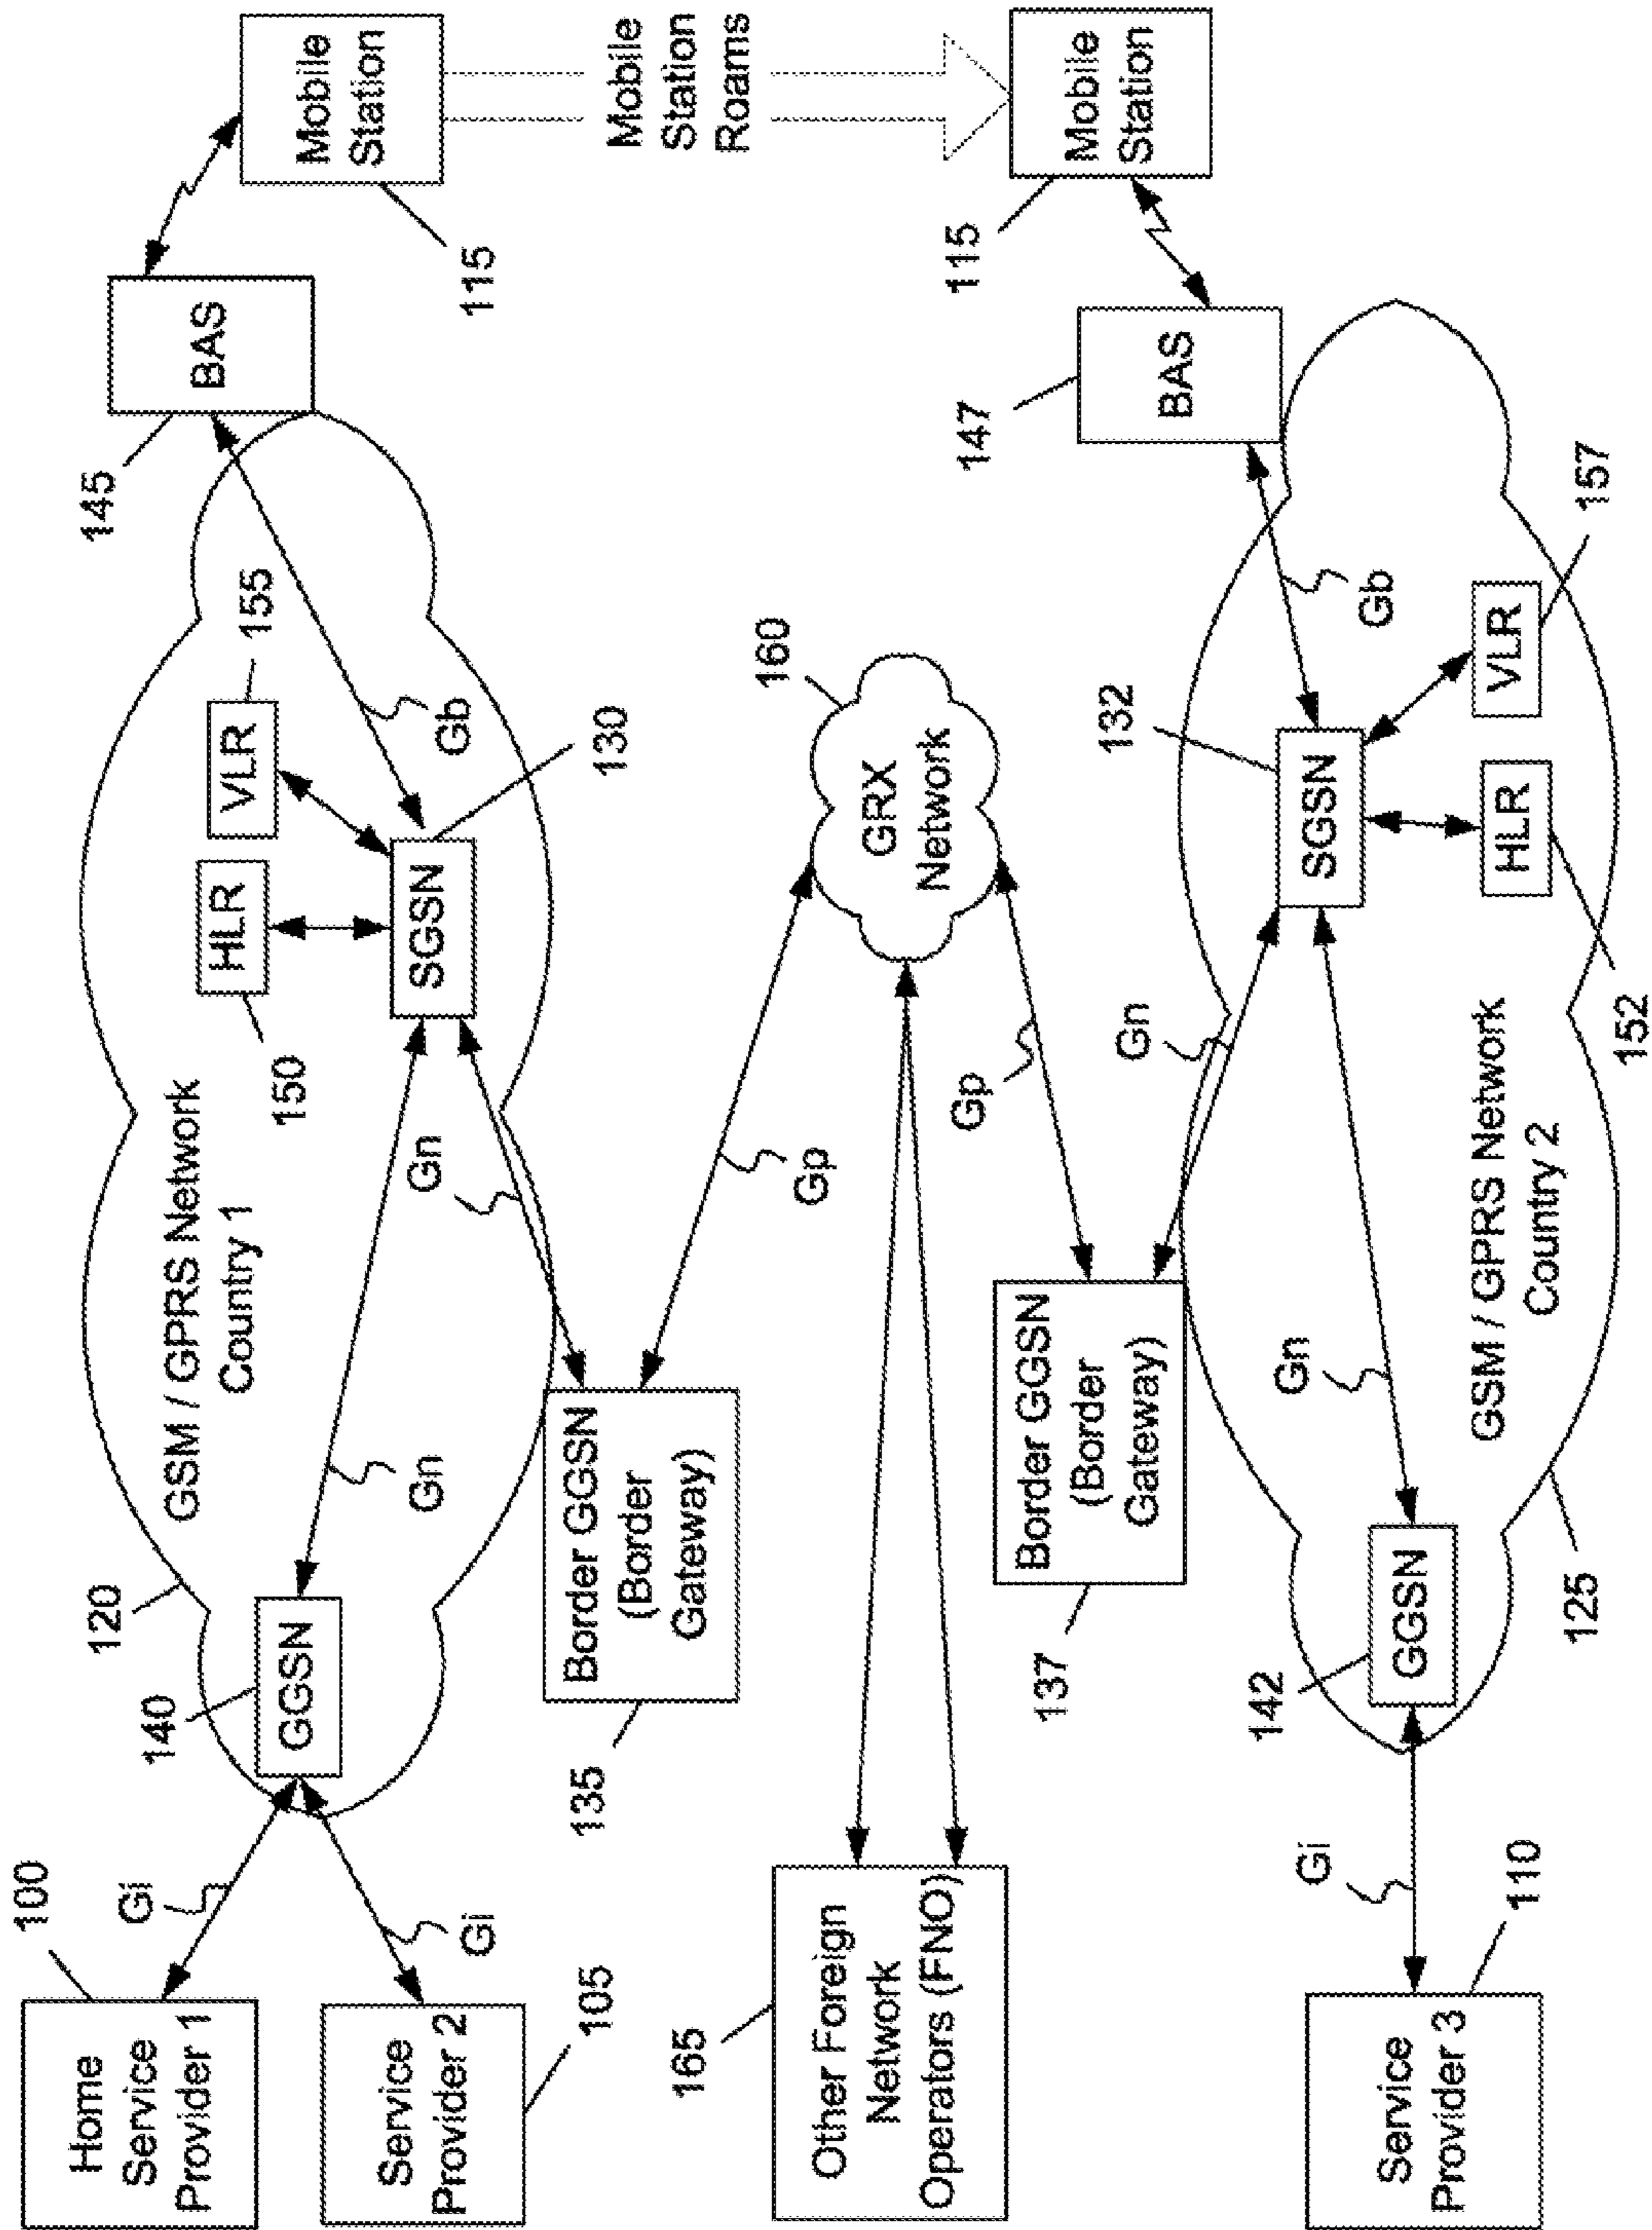 100
Home
Service
Provider 1
Gi
Service
Provider 2
105
Gi
120
140
GGSN
GSM / GPRS Network
Country 1
Gn
Gn
150
HLR
VLR
155
SGSN
130
Gb
145
BAS
Mobile
Station
115
Mobile
Station
Roams
Border GGSN
(Border
Gateway)
135
Gp
160
GRX
Network
165
Other Foreign
Network
Operators (FNO)
Gp
Border GGSN
(Border
Gateway)
137
Gn
115
Mobile
Station
147
BAS
132
SGSN
Gb
HLR
152
VLR
157
Gn
GSM / GPRS Network
Country 2
142
GGSN
125
Gi
Service
Provider 3
110